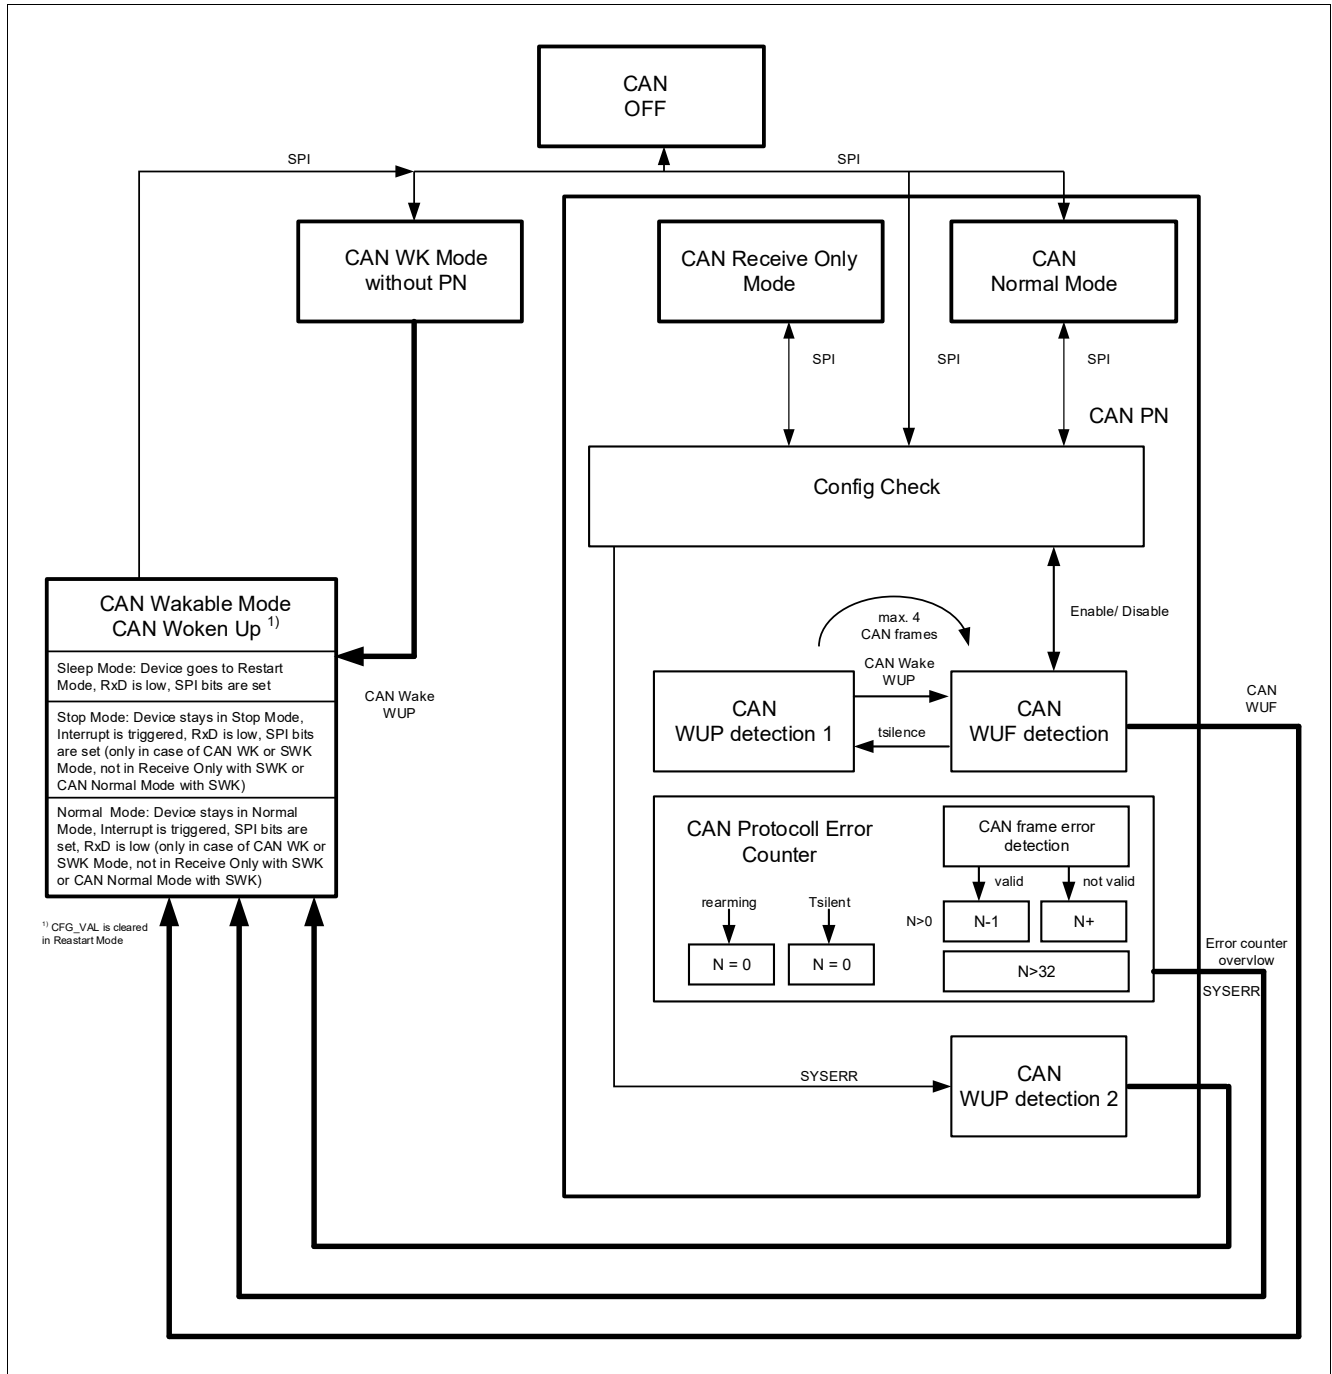 CAN
OFF
SPI
SPI
CAN WK Mode
without PN
CAN Receive Only
Mode
CAN
Normal Mode
SPI
SPI
SPI
CAN PN
Config Check
CAN Wakable Mode
CAN Woken Up 1)
Sleep Mode: Device goes to Restart
Mode, RxD is low, SPI bits are set
Stop Mode: Device stays in Stop Mode,
Interrupt is triggered, RxD is low, SPI bits
are set (only in case of CAN WK or SWK
Mode, not in Receive Only with SWK or
CAN Normal Mode with SWK)
Normal Mode: Device stays in Normal
Mode, Interrupt is triggered, SPI bits are
set, RxD is low (only in case of CAN WK or
SWK Mode, not in Receive Only with SWK
or CAN Normal Mode with SWK)
1) CFG_VAL is cleared
in Reastart Mode
CAN Wake
WUP
max. 4
CAN frames
Enable/ Disable
CAN Wake
WUP
CAN
WUP detection 1
tsilence
CAN
WUF detection
CAN
WUF
CAN Protocoll Error
Counter
CAN frame error
detection
valid
not valid
rearming
Tsilent
N>0
N-1
N+
N = 0
N = 0
N>32
Error counter
overvlow
SYSERR
SYSERR
CAN
WUP detection 2